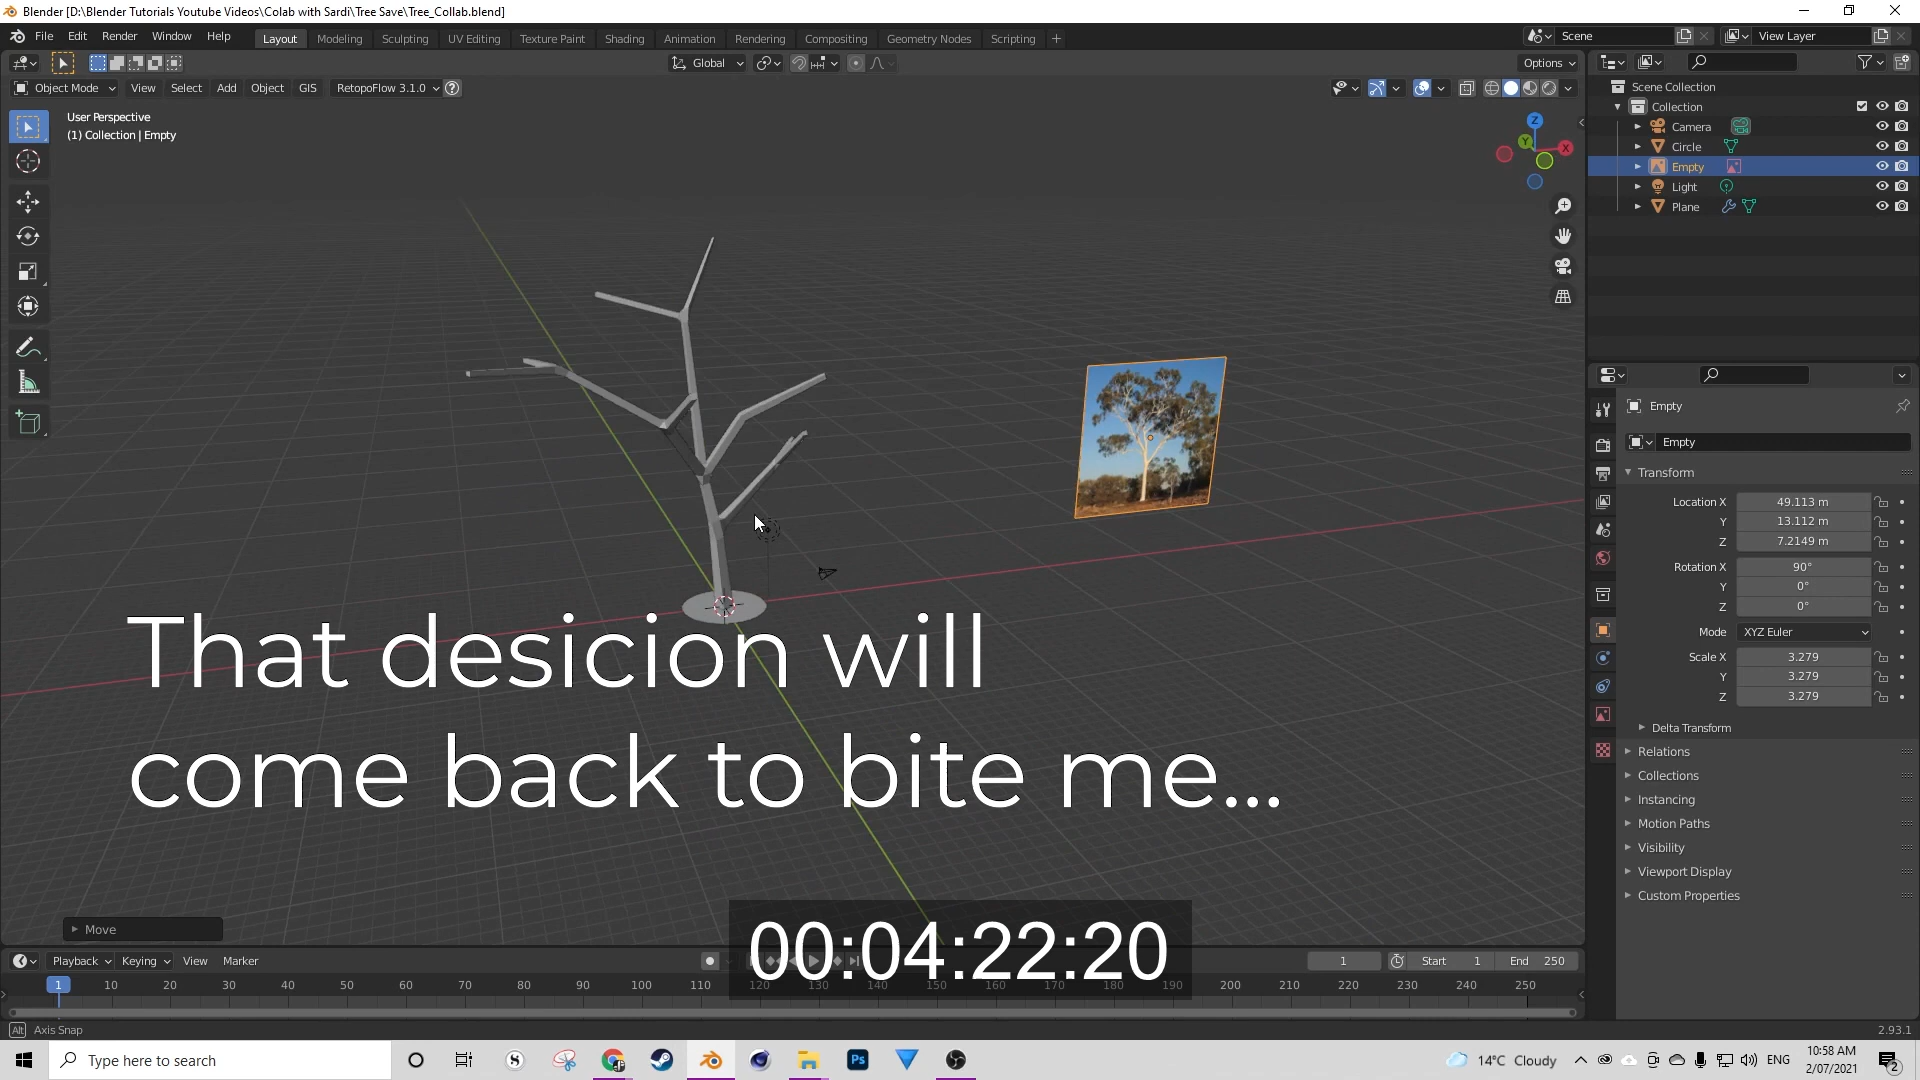 Blender [D:\Blender Tutorials Youtube Videos\Colab with Sardi\Tree Save\Tree_Collab.blend]
File Edit Render Window Help Layout Modeling Sculpting UV Editing Texture Paint Shading Animation Rendering Compositing Geometry Nodes Scripting + Scene View Layer
Global Options
Object Mode View Select Add Object GIS RetopoFlow 3.1.0 ?
User Perspective
(1) Collection | Empty
Z
Y
X
Scene Collection
Collection
Camera
Circle
Empty
Light
Plane
Empty
Empty
Transform
Location X 49.113 m
Y 13.112 m
Z 7.2149 m
Rotation X 90°
Y 0°
Z 0°
Mode XYZ Euler
Scale X 3.279
Y 3.279
Z 3.279
Delta Transform
Relations
Collections
Instancing
Motion Paths
Visibility
Viewport Display
Custom Properties
That desicion will
come back to bite me...
Move
00:04:22:20
Playback Keying View Marker 1 Start 1 End 250
1 10 20 30 40 50 60 70 80 90 100 110 120 130 140 150 160 170 180 190 200 210 220 230 240 250
Alt Axis Snap 2.93.1
Type here to search
Ps
14°C Cloudy ENG
10:58 AM
2/07/2021
2